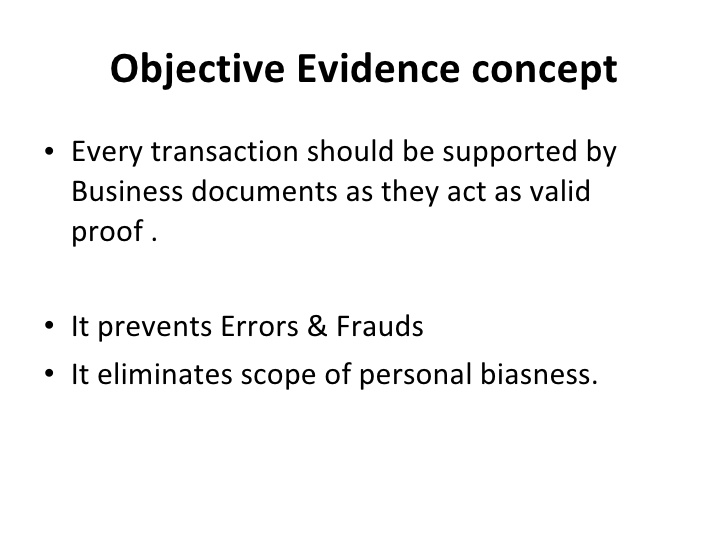 Objective Evidence concept
• Every transaction should be supported by
Business documents as they act as valid
proof .
• It prevents Errors & Frauds
• It eliminates scope of personal biasness.